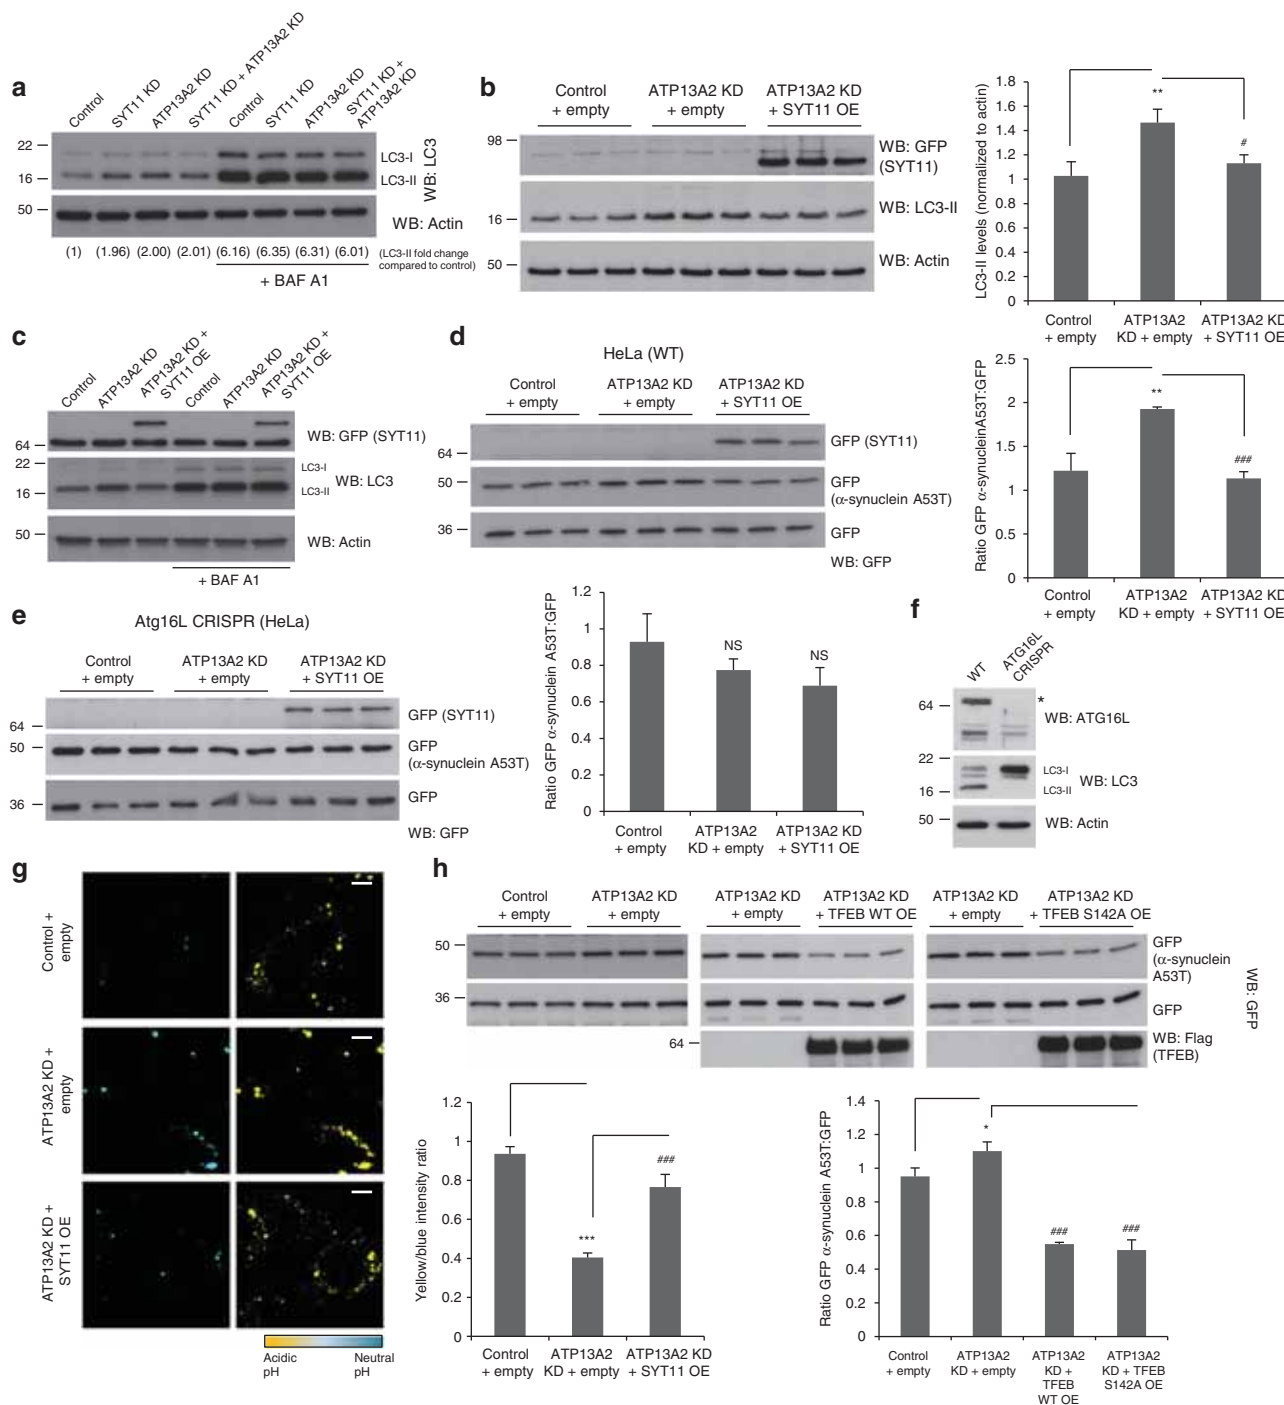 a
Control
SYT11 KD
ATP13A2 KD
SYT11 KD + ATP13A2 KD
Control
SYT11 KD
ATP13A2 KD
SYT11 KD +
ATP13A2 KD
22
16
50
LC3-I
LC3-II
WB: LC3
WB: Actin
(1)
(1.96)
(2.00)
(2.01)
(6.16)
(6.35)
(6.31)
(6.01)
(LC3-II fold change
compared to control)
+ BAF A1
b
Control
+ empty
ATP13A2 KD
+ empty
ATP13A2 KD
+ SYT11 OE
98
16
50
WB: GFP
(SYT11)
WB: LC3-II
WB: Actin
LC3-II levels (normalized to actin)
1.8
1.6
1.4
1.2
1
0.8
0.6
0.4
0.2
0
**
#
Control
+ empty
ATP13A2
KD + empty
ATP13A2 KD
+ SYT11 OE
c
Control
ATP13A2 KD
ATP13A2 KD +
SYT11 OE
Control
ATP13A2 KD
ATP13A2 KD +
SYT11 OE
64
22
16
50
WB: GFP (SYT11)
LC3-I
LC3-II
WB: LC3
WB: Actin
+ BAF A1
d
HeLa (WT)
Control
+ empty
ATP13A2 KD
+ empty
ATP13A2 KD
+ SYT11 OE
64
50
36
GFP (SYT11)
GFP
(α-synuclein A53T)
GFP
WB: GFP
Ratio GFP α-synucleinA53T:GFP
2.5
2
1.5
1
0.5
0
**
###
Control
+ empty
ATP13A2
KD + empty
ATP13A2 KD
+ SYT11 OE
e
Atg16L CRISPR (HeLa)
Control
+ empty
ATP13A2 KD
+ empty
ATP13A2 KD
+ SYT11 OE
64
50
36
GFP (SYT11)
GFP
(α-synuclein A53T)
GFP
WB: GFP
Ratio GFP α-synuclein A53T:GFP
1.2
1
0.8
0.6
0.4
0.2
0
NS
NS
Control
+ empty
ATP13A2
KD + empty
ATP13A2 KD
+ SYT11 OE
f
WT
ATG16L
CRISPR
64
22
16
50
*
WB: ATG16L
LC3-I
LC3-II
WB: LC3
WB: Actin
g
Control +
empty
ATP13A2 KD +
empty
ATP13A2 KD +
SYT11 OE
Acidic
pH
Neutral
pH
Yellow/blue intensity ratio
1.2
1
0.8
0.6
0.4
0.2
0
***
###
Control
+ empty
ATP13A2
KD + empty
ATP13A2 KD
+ SYT11 OE
h
Control
+ empty
ATP13A2 KD
+ empty
ATP13A2 KD
+ empty
ATP13A2 KD
+ TFEB WT OE
ATP13A2 KD
+ empty
ATP13A2 KD
+ TFEB S142A OE
50
36
64
GFP
(α-synuclein
A53T)
GFP
WB: Flag
(TFEB)
WB: GFP
Ratio GFP α-synuclein A53T:GFP
1.4
1.2
1
0.8
0.6
0.4
0.2
0
*
###
###
Control
+ empty
ATP13A2
KD + empty
ATP13A2
KD +
TFEB
WT OE
ATP13A2
KD + TFEB
S142A OE